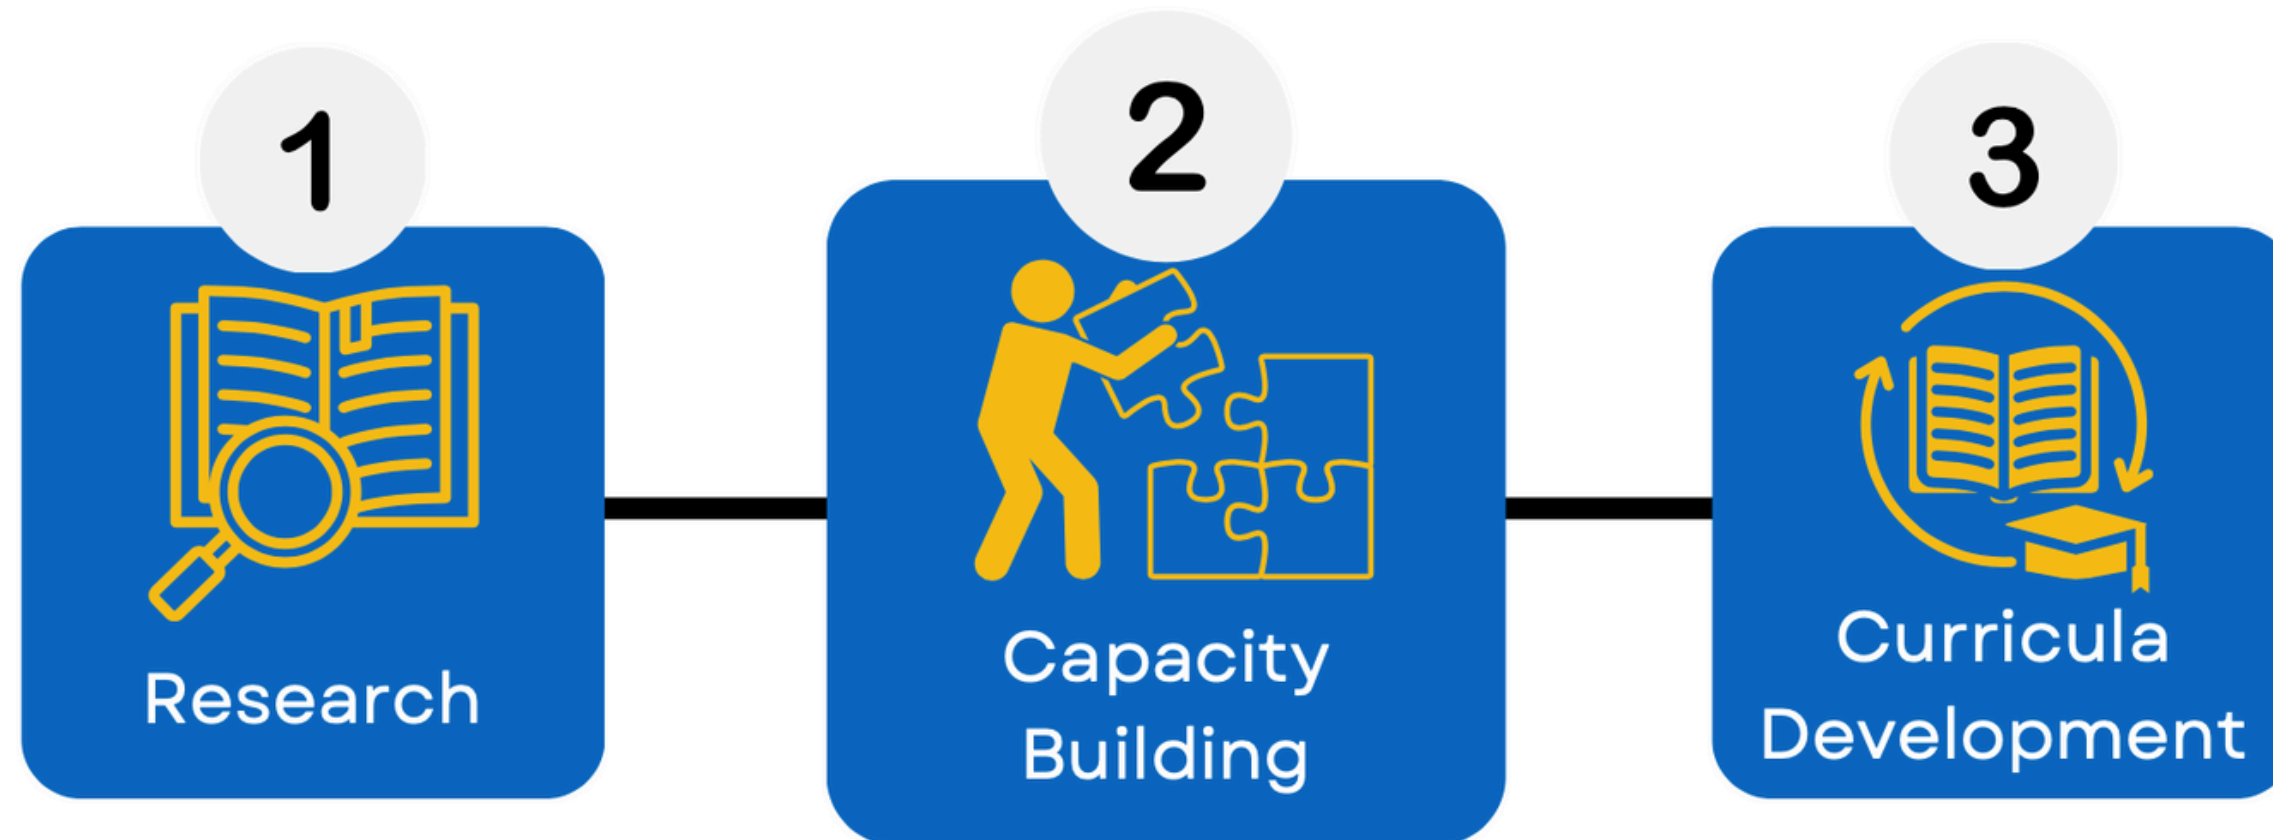 1
Research
2
Capacity
Building
3
Curricula
Development